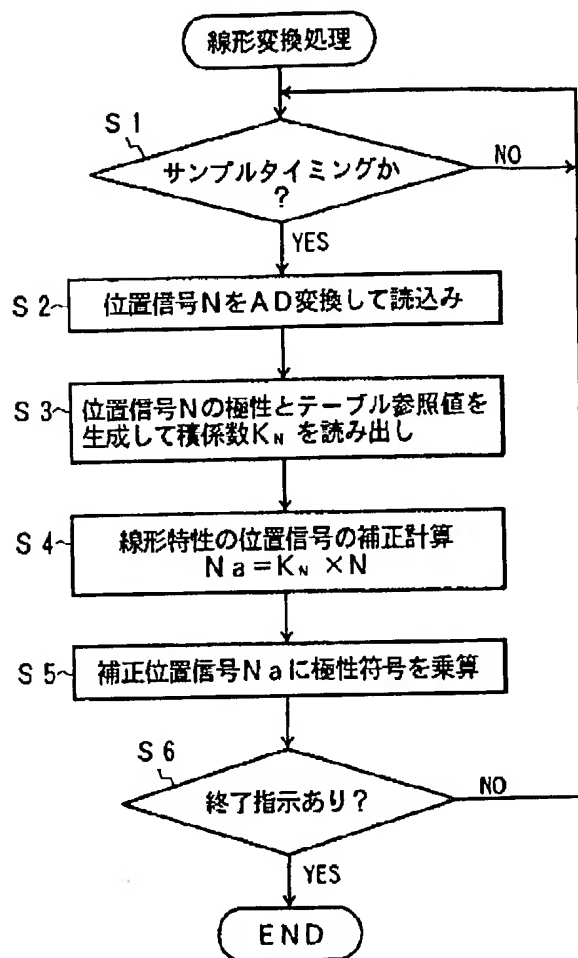 線形変換処理
S1
サンプルタイミングか
?
NO
YES
S2
位置信号NをAD変換して読込み
S3
位置信号Nの極性とテーブル参照値を
生成して積係数KN を読み出し
S4
線形特性の位置信号の補正計算
Na=KN×N
S5
補正位置信号Naに極性符号を乗算
S6
終了指示あり?
NO
YES
END